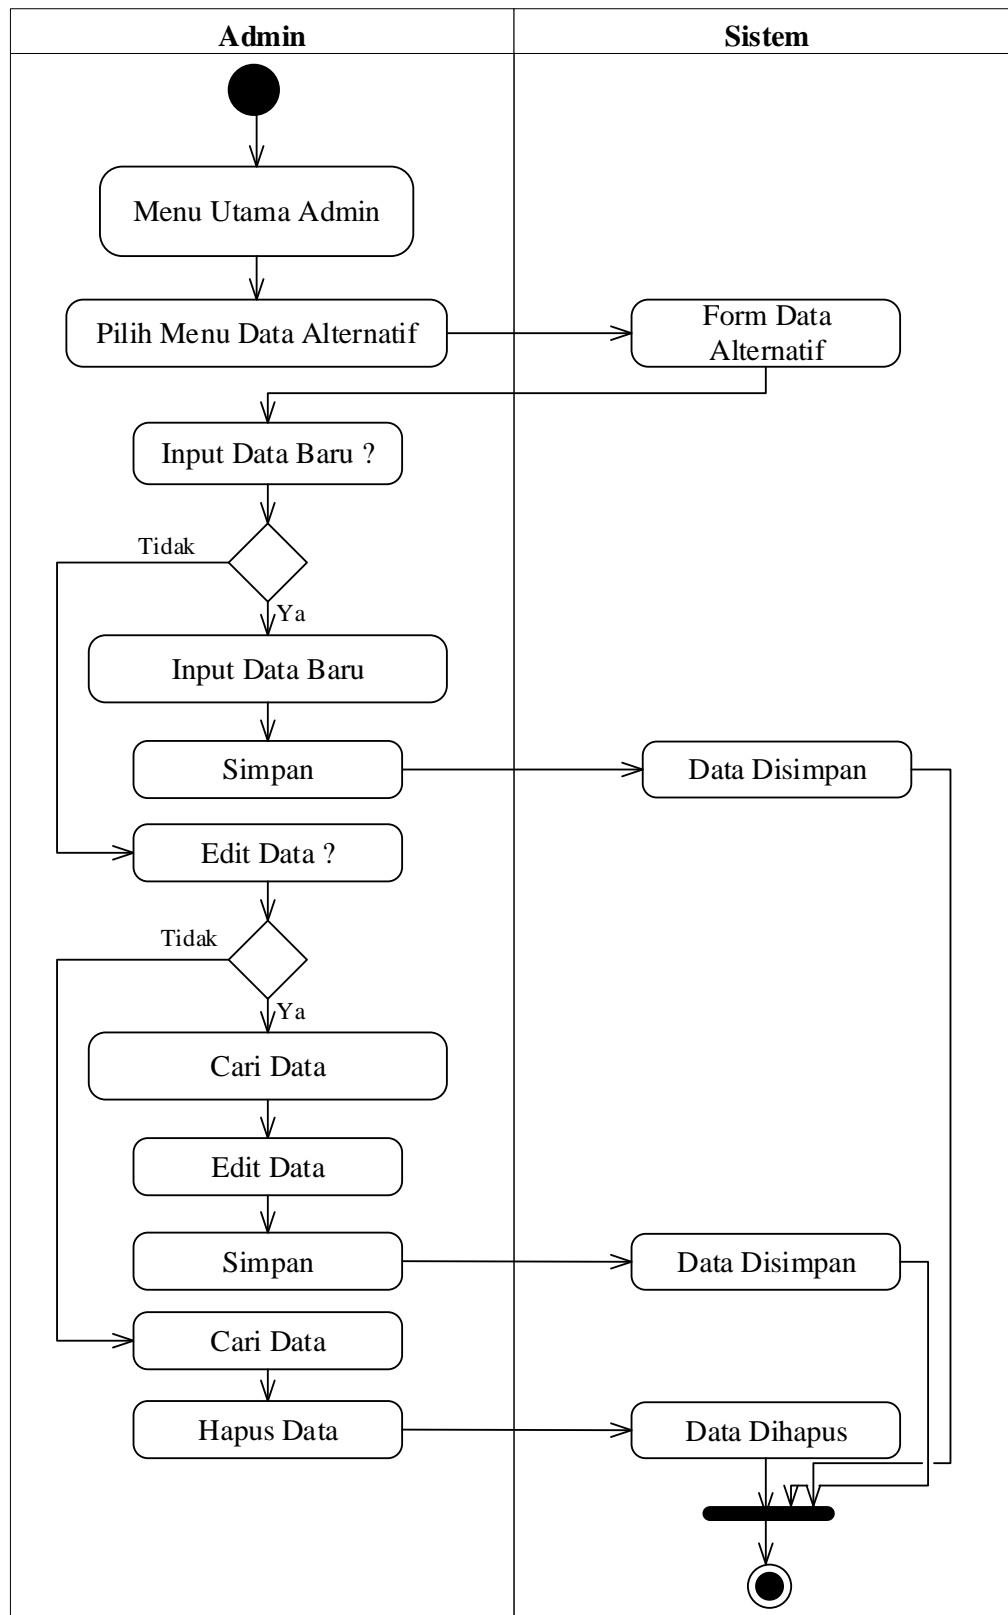 Admin
Sistem
Menu Utama Admin
Pilih Menu Data Alternatif
Form Data
Alternatif
Input Data Baru ?
Tidak
Ya
Input Data Baru
Simpan
Data Disimpan
Edit Data ?
Tidak
Ya
Cari Data
Edit Data
Simpan
Data Disimpan
Cari Data
Hapus Data
Data Dihapus